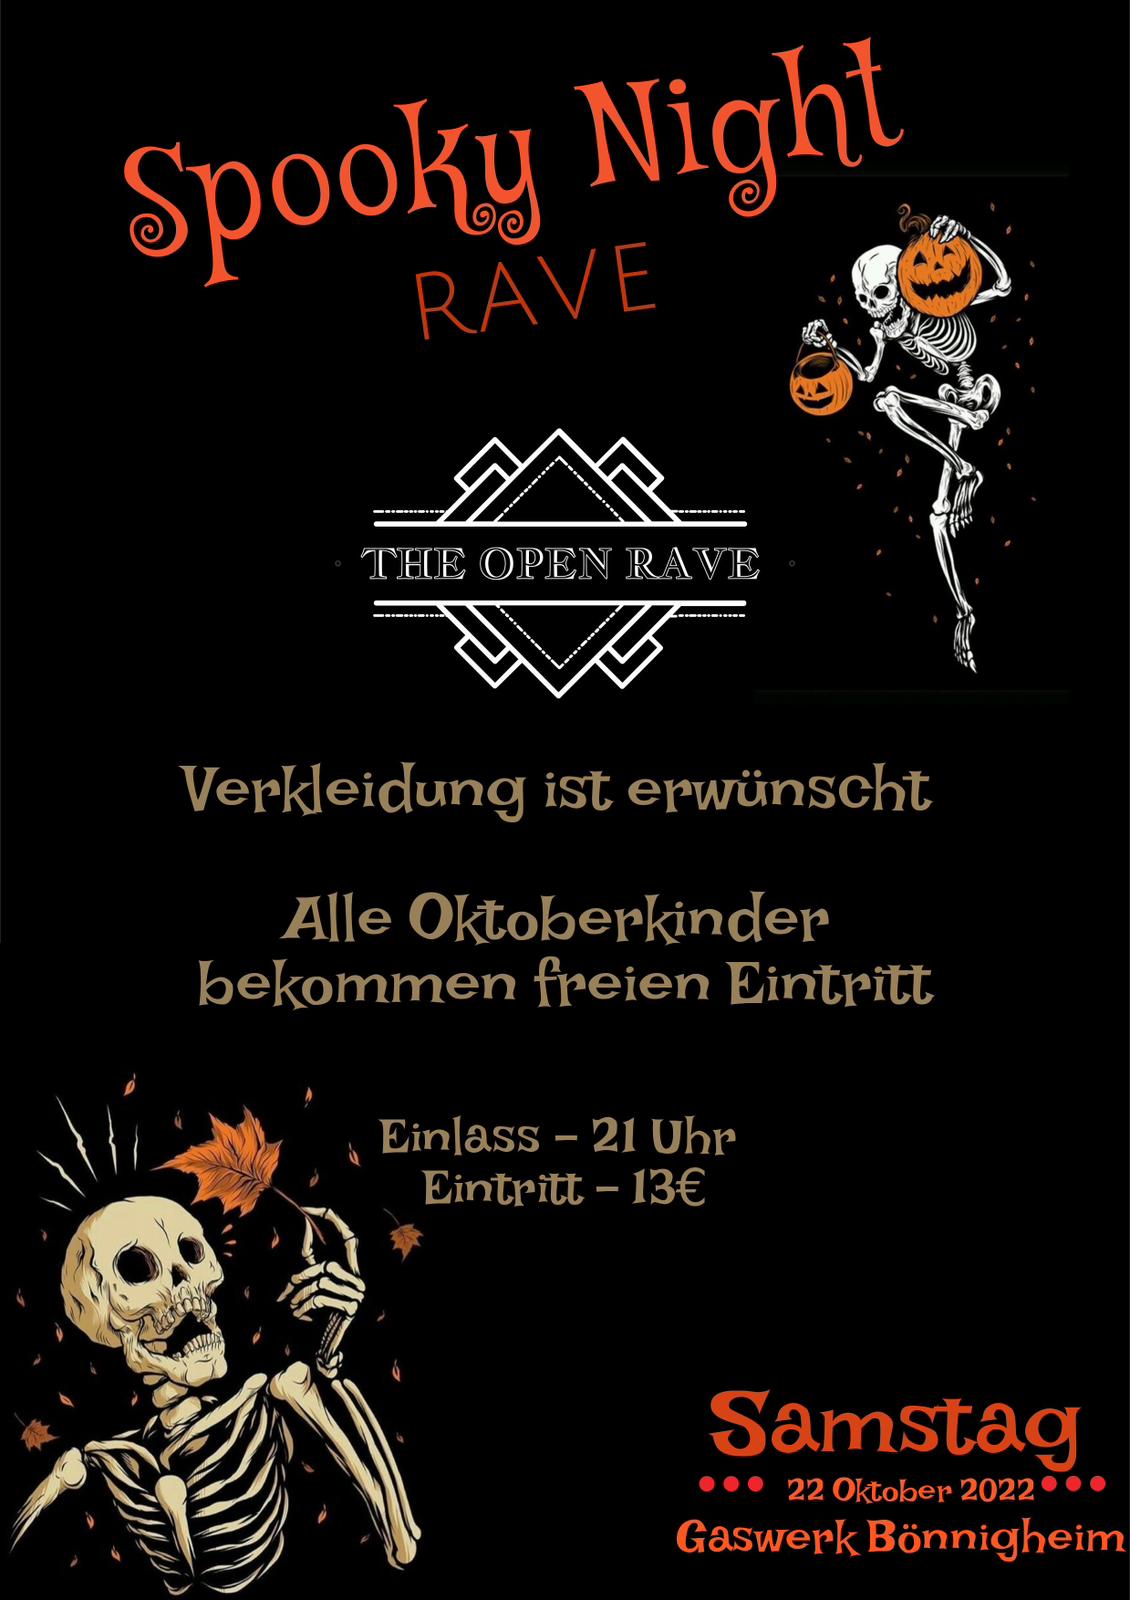 Spooky Night
RAVE
THE OPEN RAVE
Verkleidung ist erwünscht
Alle Oktoberkinder
bekommen freien Eintritt
Einlass – 21 Uhr
Eintritt – 13€
Samstag
22 Oktober 2022
Gaswerk Bönnigheim